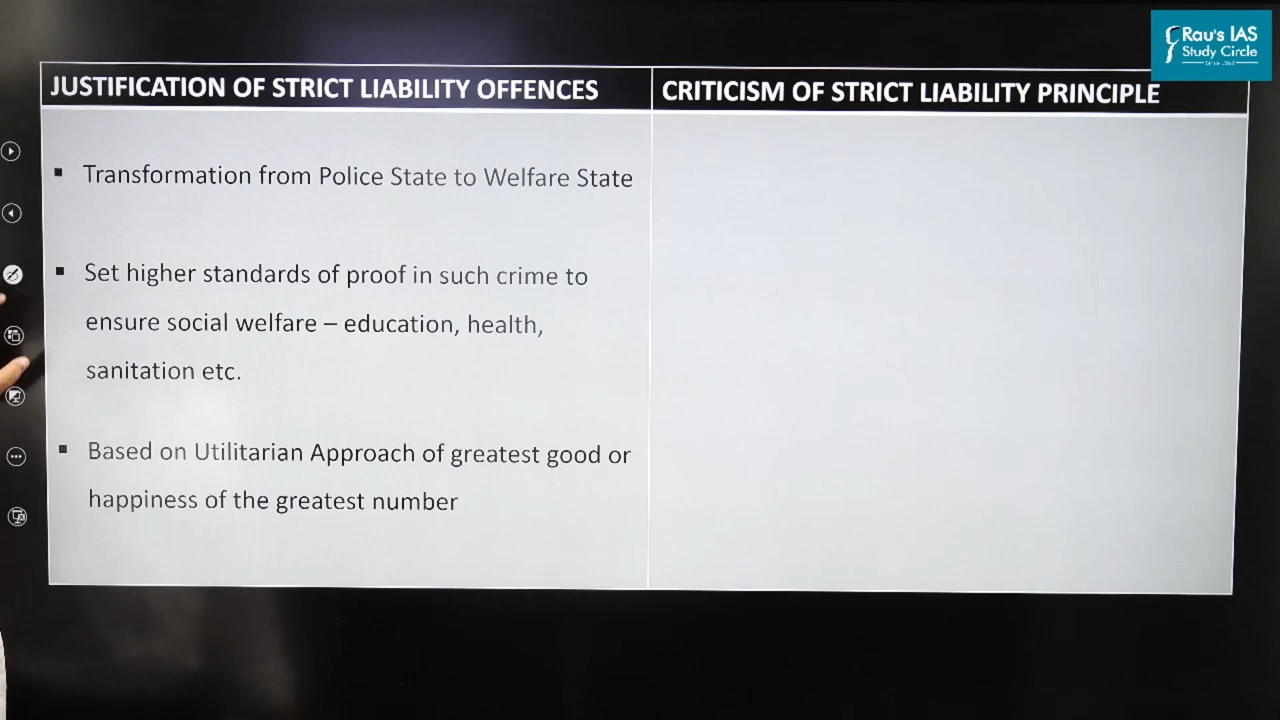 Rau's IAS
Study Circle
JUSTIFICATION OF STRICT LIABILITY OFFENCES
CRITICISM OF STRICT LIABILITY PRINCIPLE
▪ Transformation from Police State to Welfare State
▪ Set higher standards of proof in such crime to
ensure social welfare – education, health,
sanitation etc.
▪ Based on Utilitarian Approach of greatest good or
happiness of the greatest number